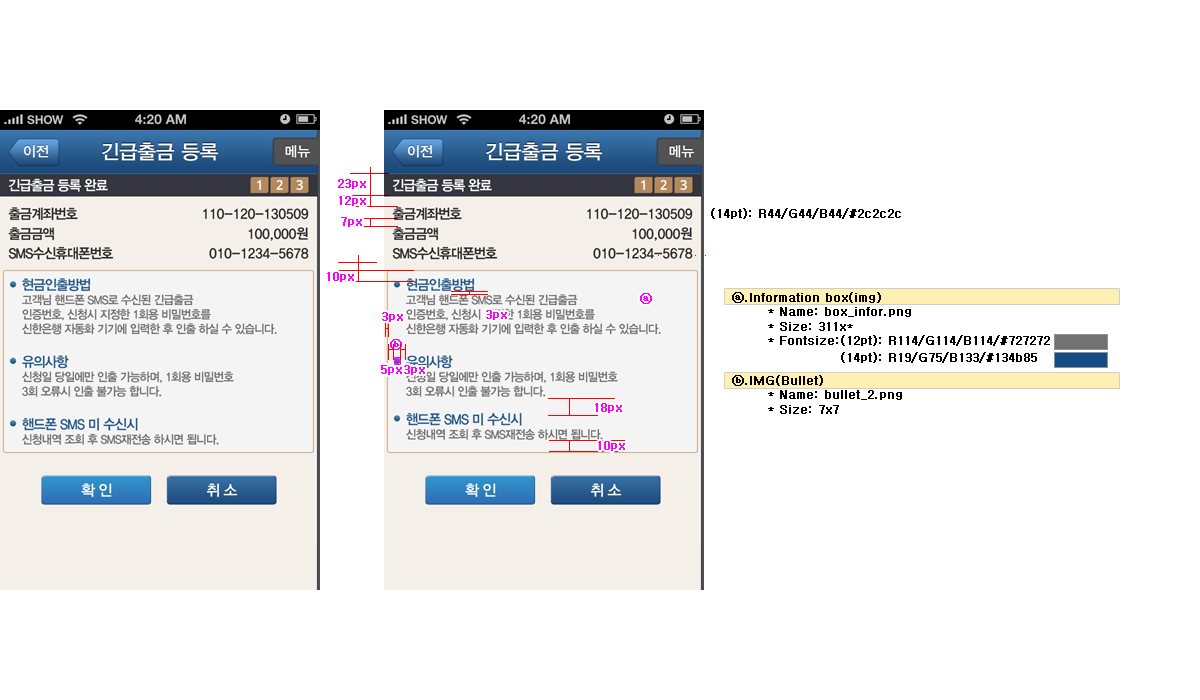 SHOW 4:20 AM
이전 긴급출금 등록 메뉴
긴급출금 등록 완료 1 2 3
출금계좌번호 110-120-130509
출금금액 100,000원
SMS수신휴대폰번호 010-1234-5678
현금인출방법
고객님 핸드폰 SMS로 수신된 긴급출금
인증번호, 신청시 지정한 1회용 비밀번호를
신한은행 자동화 기기에 입력한 후 인출 하실 수 있습니다.
유의사항
신청일 당일에만 인출 가능하며, 1회용 비밀번호
3회 오류시 인출 불가능 합니다.
핸드폰 SMS 미 수신시
신청내역 조회 후 SMS재전송 하시면 됩니다.
확인 취소
SHOW 4:20 AM
이전 긴급출금 등록 메뉴
23px
긴급출금 등록 완료 1 2 3
12px
7px
출금계좌번호 110-120-130509
출금금액 100,000원
SMS수신휴대폰번호 010-1234-5678
10px
현금인출방법
고객님 핸드폰 SMS로 수신된 긴급출금
ⓐ
인증번호, 신청시 3px 1회용 비밀번호를
3px
신한은행 자동화 기기에 입력한 후 인출 하실 수 있습니다.
ⓑ
유의사항
5px3px
신청일 당일에만 인출 가능하며, 1회용 비밀번호
3회 오류시 인출 불가능 합니다.
18px
핸드폰 SMS 미 수신시
신청내역 조회 후 SMS재전송 하시면 됩니다.
10px
확인 취소
(14pt): R44/G44/B44/#2c2c2c
ⓐ.Information box(img)
* Name: box_infor.png
* Size: 311x*
* Fontsize:(12pt): R114/G114/B114/#727272
(14pt): R19/G75/B133/#134b85
ⓑ.IMG(Bullet)
* Name: bullet_2.png
* Size: 7x7